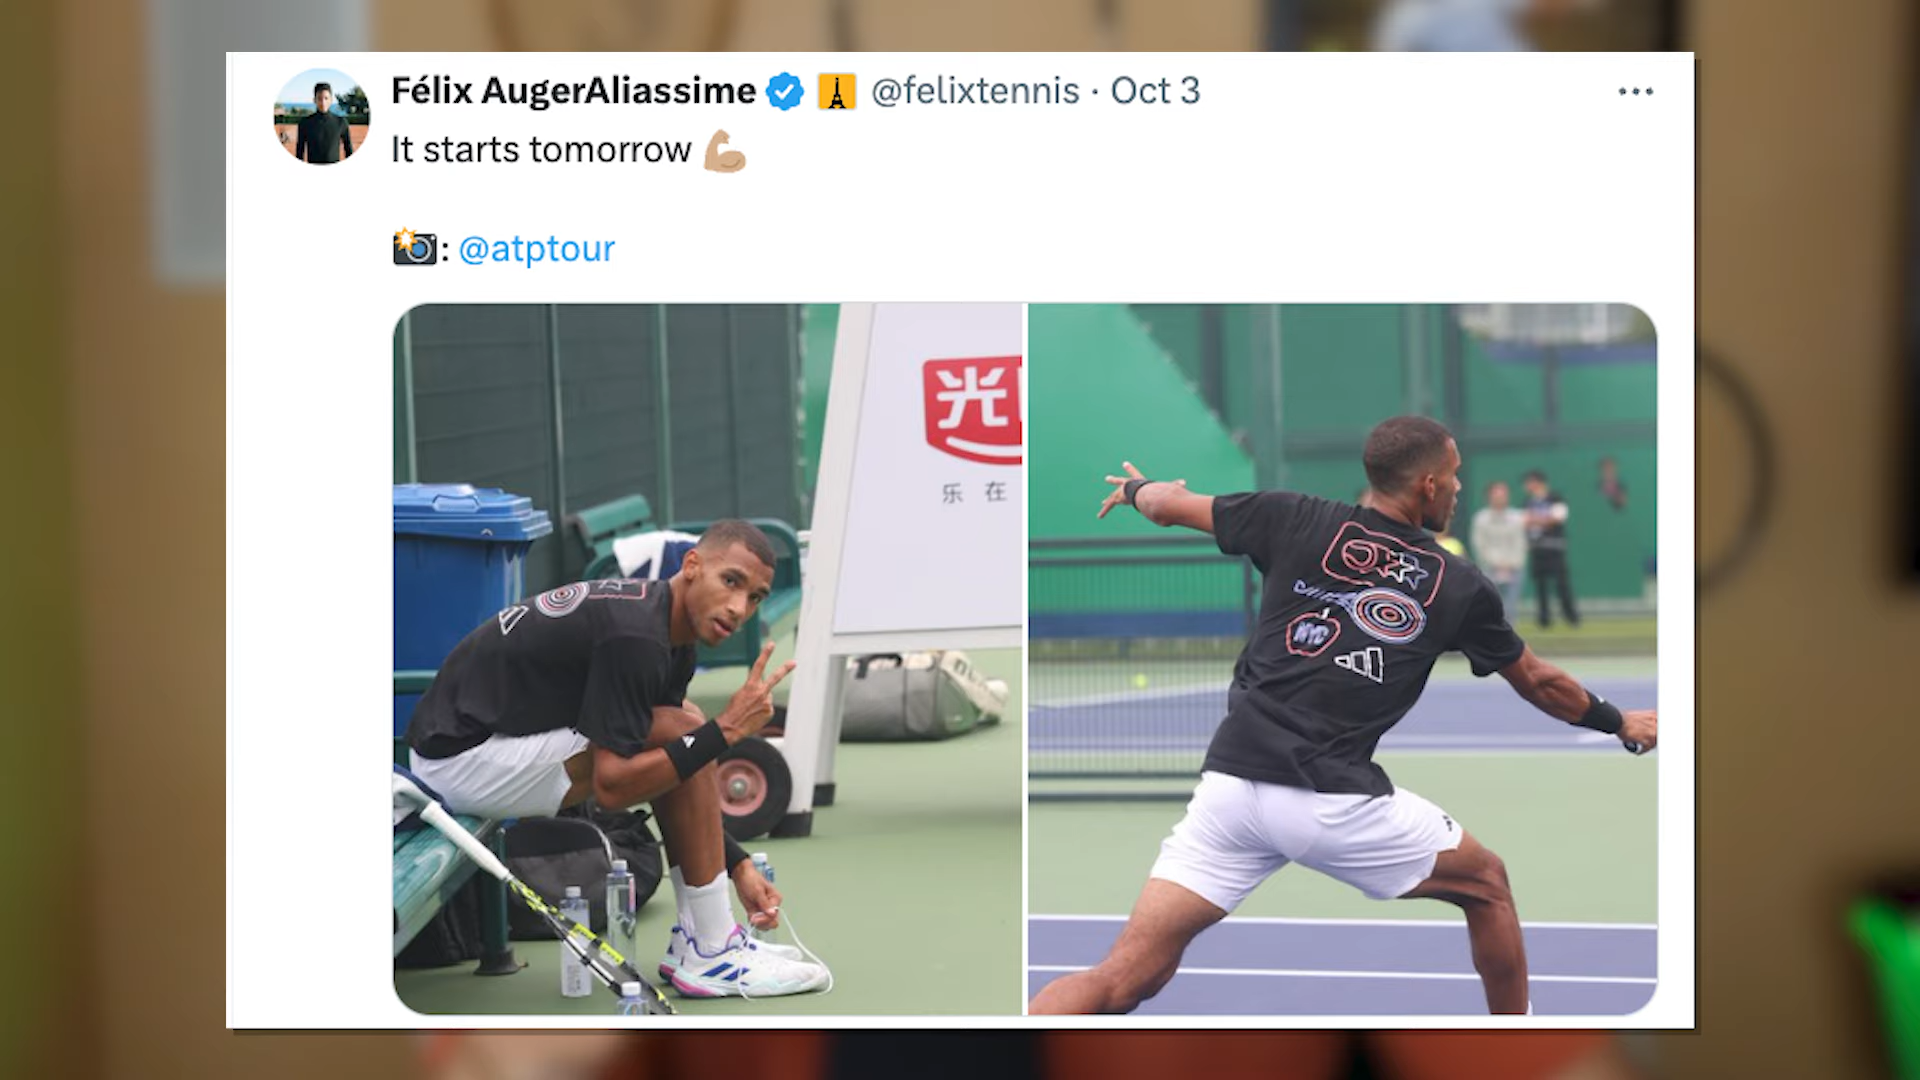 Félix AugerAliassime @felixtennis · Oct 3
It starts tomorrow 💪🏼
📸: @atptour
光
乐 在
NYC